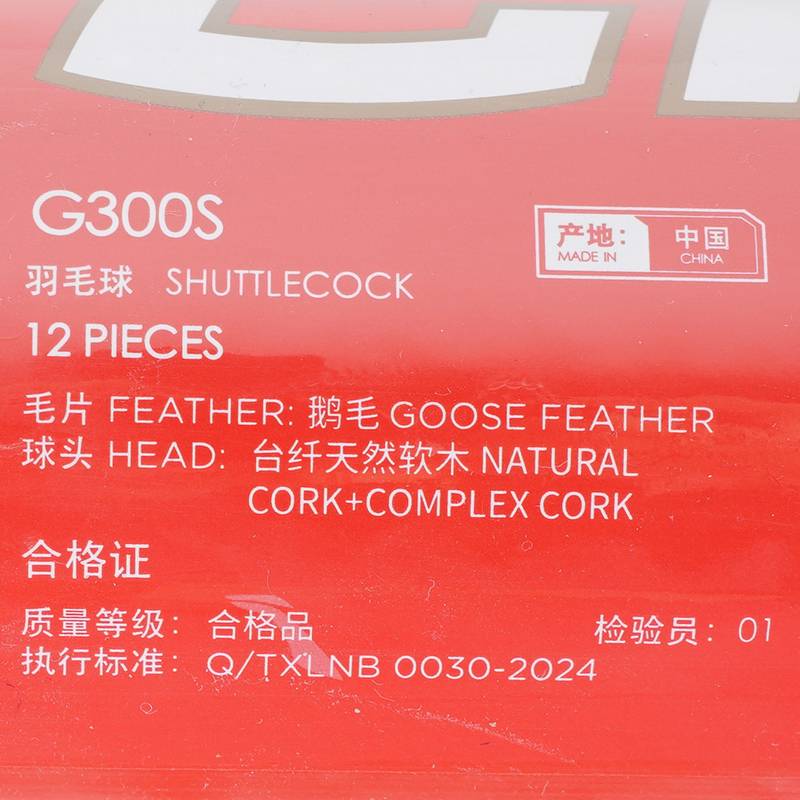 G300S
产地： 中国
MADE IN CHINA
羽毛球 SHUTTLECOCK
12 PIECES
毛片 FEATHER: 鹅毛 GOOSE FEATHER
球头 HEAD: 台纤天然软木 NATURAL
CORK+COMPLEX CORK
合格证
质量等级： 合格品 检验员：01
执行标准： Q/TXLNB 0030-2024